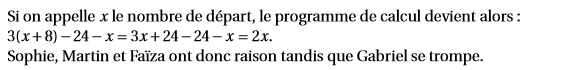 Si on appelle x le nombre de départ, le programme de calcul devient alors :
3(x + 8) − 24 − x = 3x + 24 − 24 − x = 2x.
Sophie, Martin et Faïza ont donc raison tandis que Gabriel se trompe.